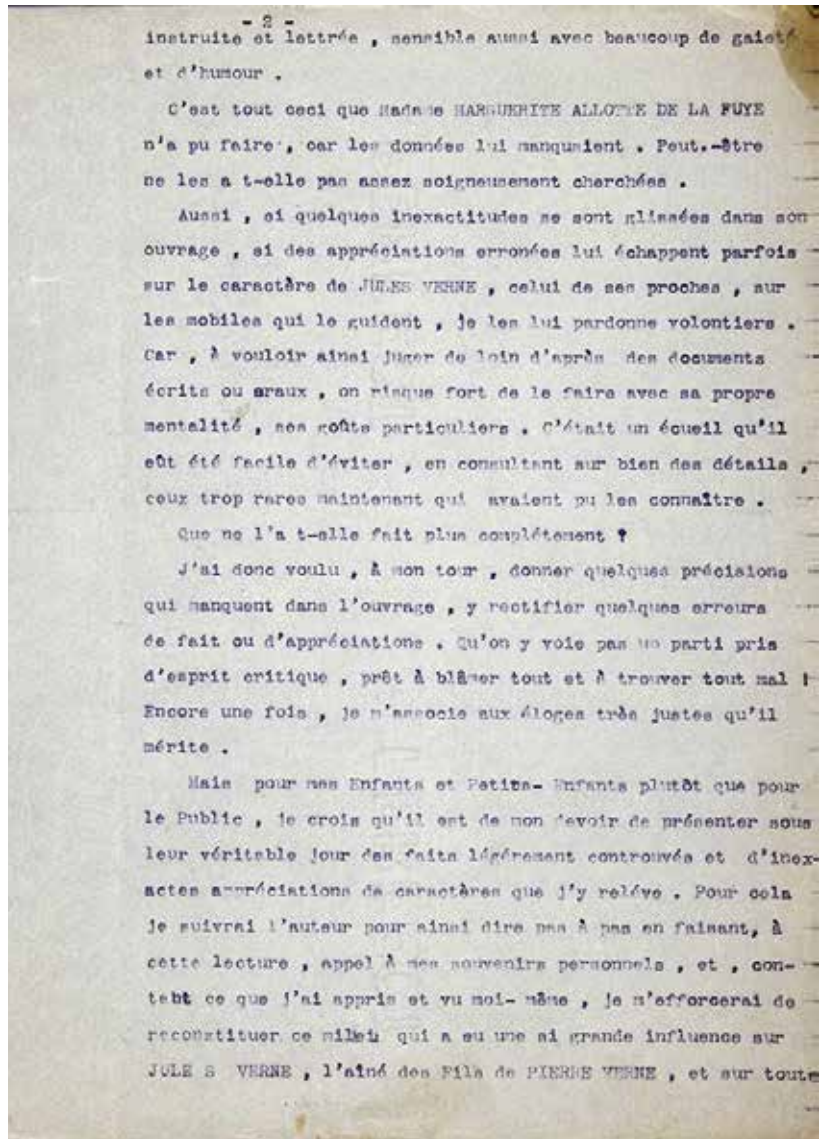 - 2 -
instruite et lettrée , sensible aussi avec beaucoup de gaieté
et d'humour .
C'est tout ceci que Madame MARGUERITE ALLOTTE DE LA FUYE
n'a pu faire , car les données lui manquaient . Peut.-être
ne les a t-elle pas assez soigneusement cherchées .
Aussi , si quelques inexactitudes se sont glissées dans son
ouvrage , si des appréciations erronées lui échappent parfois
sur le caractère de JULES VERNE , celui de ses proches , sur
les mobiles qui le guident , je les lui pardonne volontiers .
Car , à vouloir ainsi juger de loin d'après des documents
écrits ou araux , on risque fort de le faire avec sa propre
mentalité , ses goûts particuliers . C'était un écueil qu'il
eût été facile d'éviter , en consultant sur bien des détails ,
ceux trop rares maintenant qui avaient pu les connaître .
Que ne l'a t-elle fait plus complétement ?
J'ai donc voulu , à mon tour , donner quelques précisions
qui manquent dans l'ouvrage , y rectifier quelques erreurs
de fait ou d'appréciations . Qu'on y voie pas un parti pris
d'esprit critique , prêt à blâmer tout et à trouver tout mal !
Encore une fois , je m'associe aux éloges très justes qu'il
mérite .
Mais pour mes Enfants et Petits- Enfants plutôt que pour
le Public , je crois qu'il est de mon devoir de présenter sous
leur véritable jour des faits légérement controuvés et d'inex-
actes appréciations de caractères que j'y reléve . Pour cela
je suivrai l'auteur pour ainsi dire pas à pas en faisant, à
cette lecture , appel à mes souvenirs personnels , et , con-
tebt ce que j'ai appris et vu moi- même , je m'efforcerai de
reconstituer ce milieu qui a eu une si grande influence sur
JULE S VERNE , l'aîné des Fils de PIERRE VERNE , et sur toute